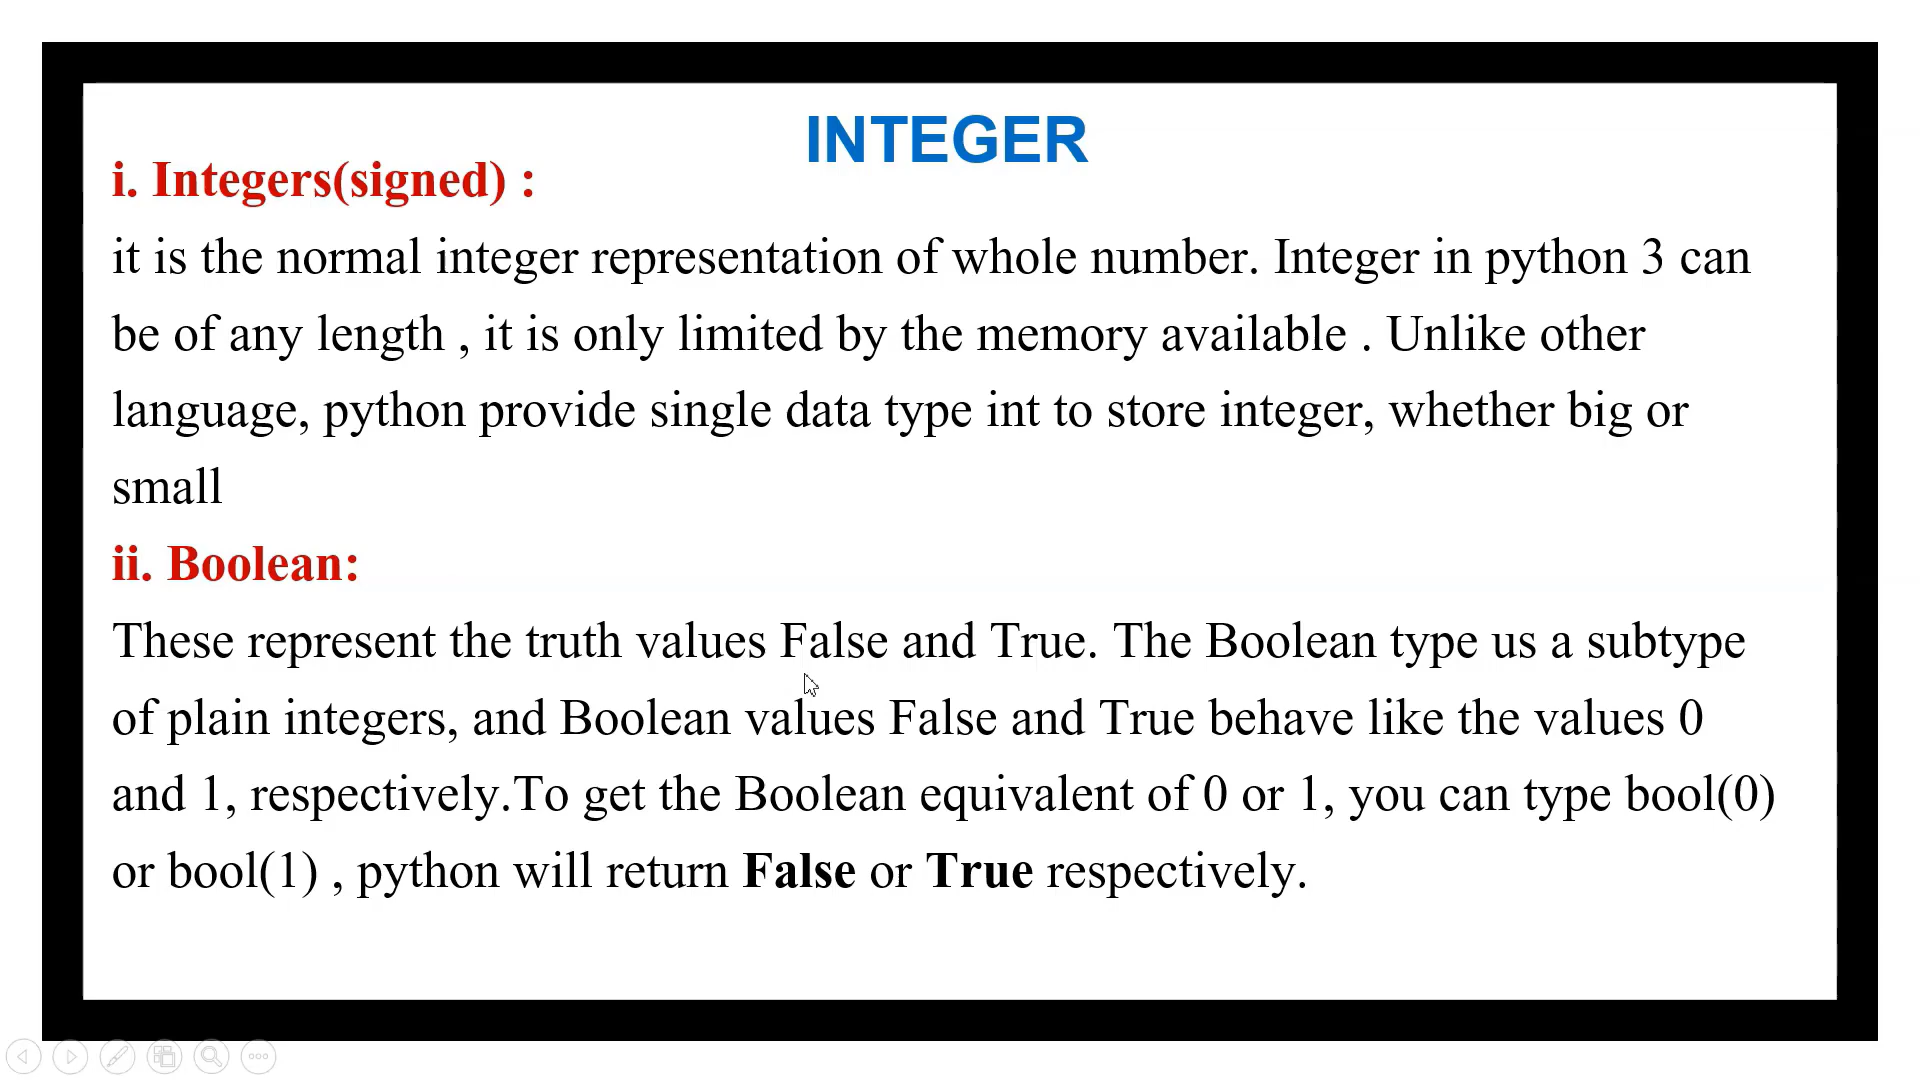 INTEGER
i. Integers(signed) :
it is the normal integer representation of whole number. Integer in python 3 can
be of any length , it is only limited by the memory available . Unlike other
language, python provide single data type int to store integer, whether big or
small
ii. Boolean:
These represent the truth values False and True. The Boolean type us a subtype
of plain integers, and Boolean values False and True behave like the values 0
and 1, respectively.To get the Boolean equivalent of 0 or 1, you can type bool(0)
or bool(1) , python will return False or True respectively.